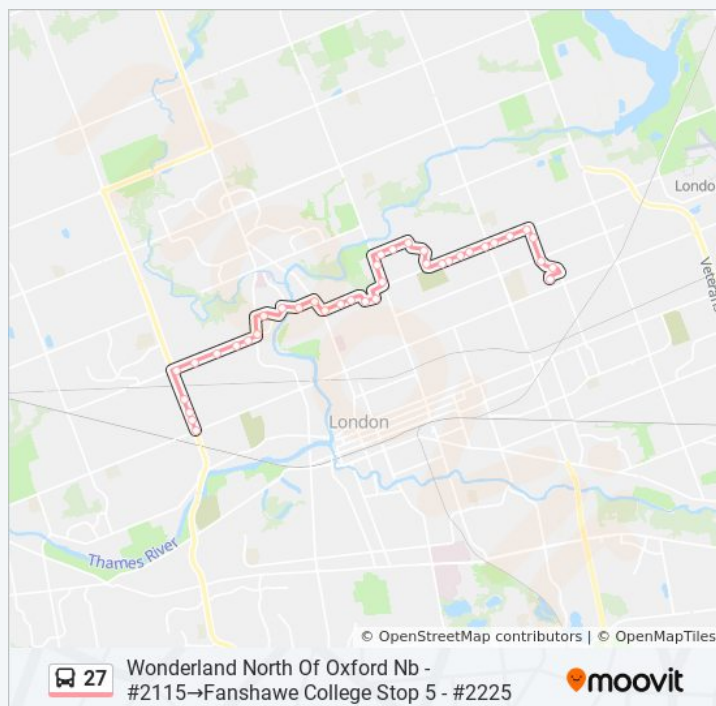 Londo
Veterans
London
Thames River
© OpenStreetMap contributors | © OpenMapTiles
27
Wonderland North Of Oxford Nb -
#2115→Fanshawe College Stop 5 - #2225
moovit